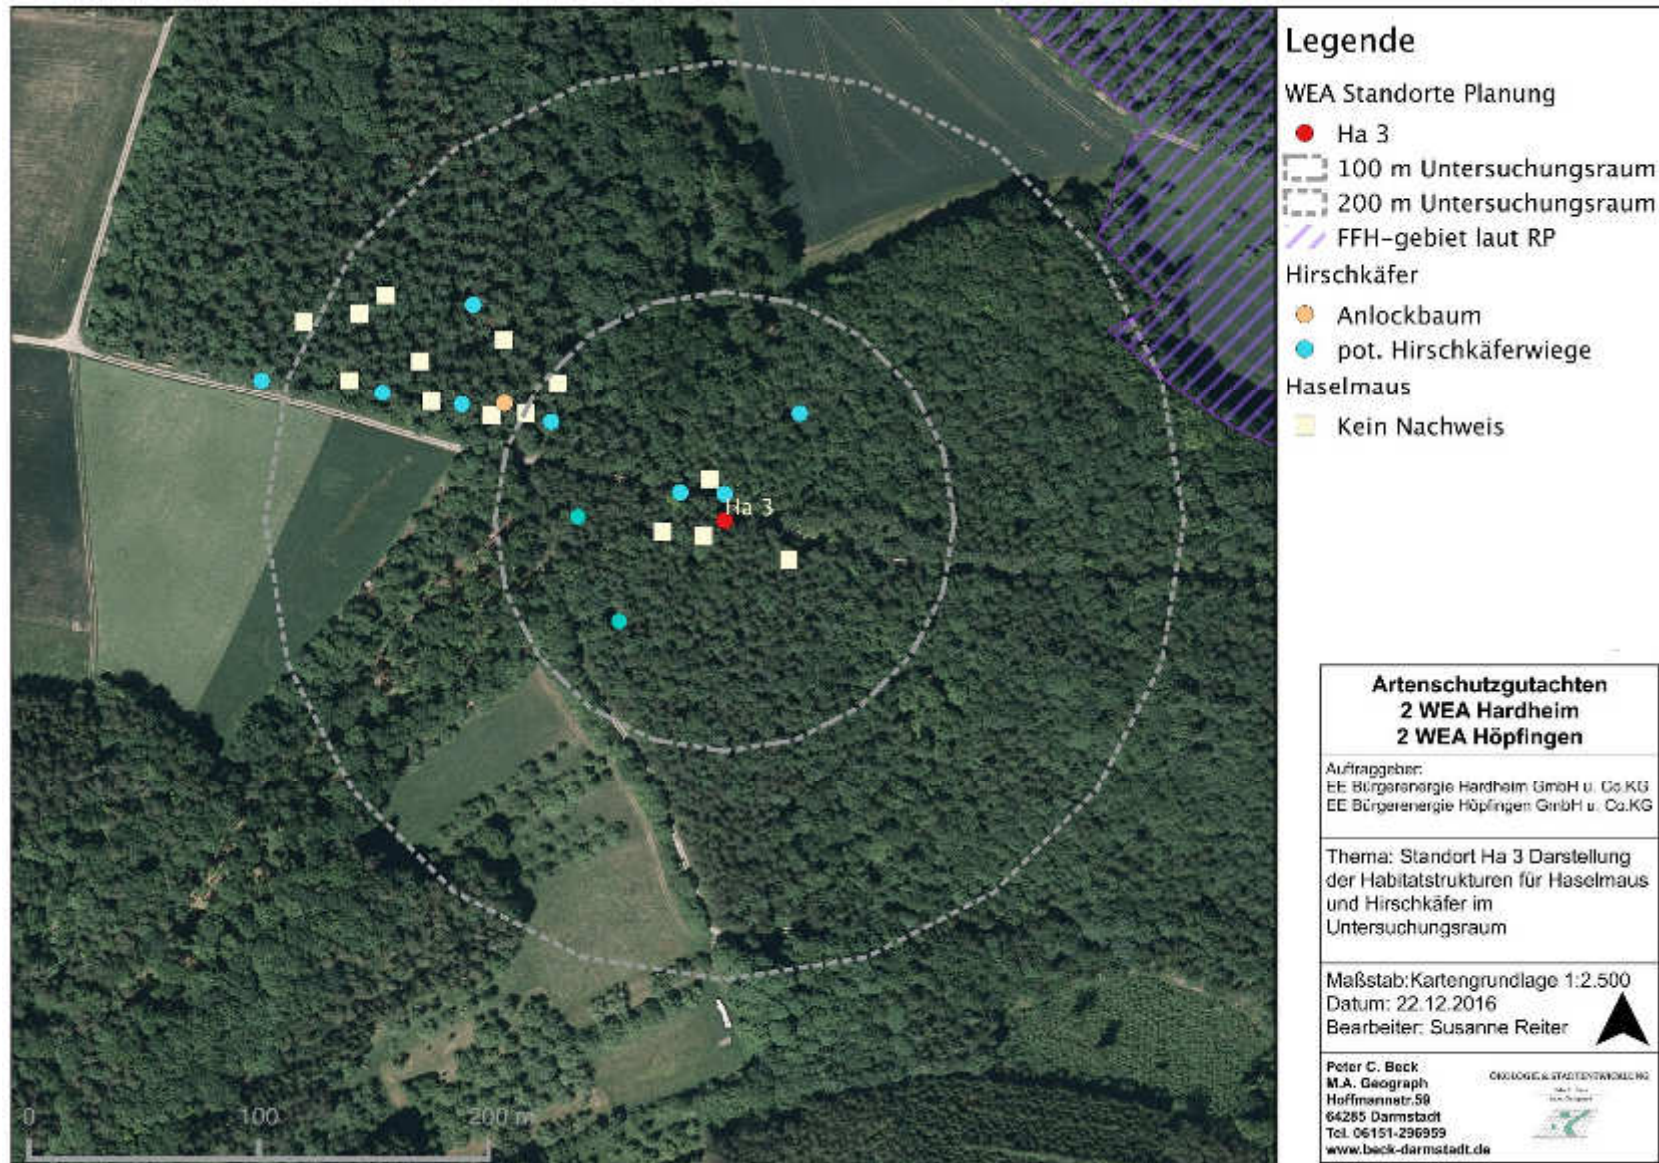 Legende
WEA Standorte Planung
Ha 3
100 m Untersuchungsraum
200 m Untersuchungsraum
FFH-gebiet laut RP
Hirschkäfer
Anlockbaum
pot. Hirschkäferwiege
Haselmaus
Kein Nachweis
Ha 3
0 100 200 m
Artenschutzgutachten
2 WEA Hardheim
2 WEA Höpfingen
Auftraggeber:
EE Bürgerenergie Hardheim GmbH u. Co.KG
EE Bürgerenergie Höpfingen GmbH u. Co.KG
Thema: Standort Ha 3 Darstellung
der Habitatstrukturen für Haselmaus
und Hirschkäfer im
Untersuchungsraum
Maßstab:Kartengrundlage 1:2.500
Datum: 22.12.2016
Bearbeiter: Susanne Reiter
Peter C. Beck
M.A. Geograph
Hoffmannstr.59
64285 Darmstadt
Tel. 06151-296959
www.beck-darmstadt.de
ÖKOLOGIE & STADTENTWICKLUNG